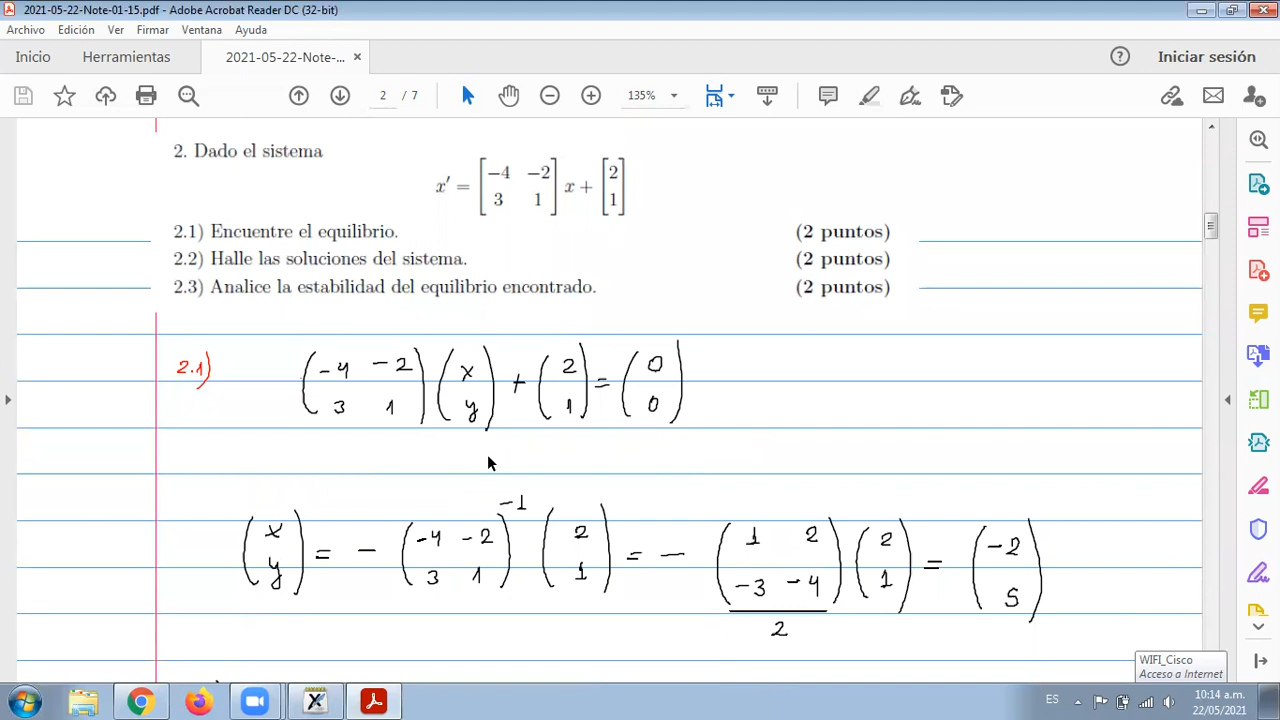 2021-05-22-Note-01-15.pdf - Adobe Acrobat Reader DC (32-bit)
Archivo Edición Ver Firmar Ventana Ayuda
Inicio Herramientas 2021-05-22-Note-... × Iniciar sesión
2 / 7 135%
2. Dado el sistema
x′ = [−4 −2; 3 1] x + [2; 1]
2.1) Encuentre el equilibrio. (2 puntos)
2.2) Halle las soluciones del sistema. (2 puntos)
2.3) Analice la estabilidad del equilibrio encontrado. (2 puntos)
2.1) (−4 −2; 3 1) (x; y) + (2; 1) = (0; 0)
(x; y) = − (−4 −2; 3 1)^−1 (2; 1) = − (1 2; −3 −4)/2 (2; 1) = (−2; 5)
WIFI_Cisco
Acceso a Internet
ES 10:14 a.m.
22/05/2021